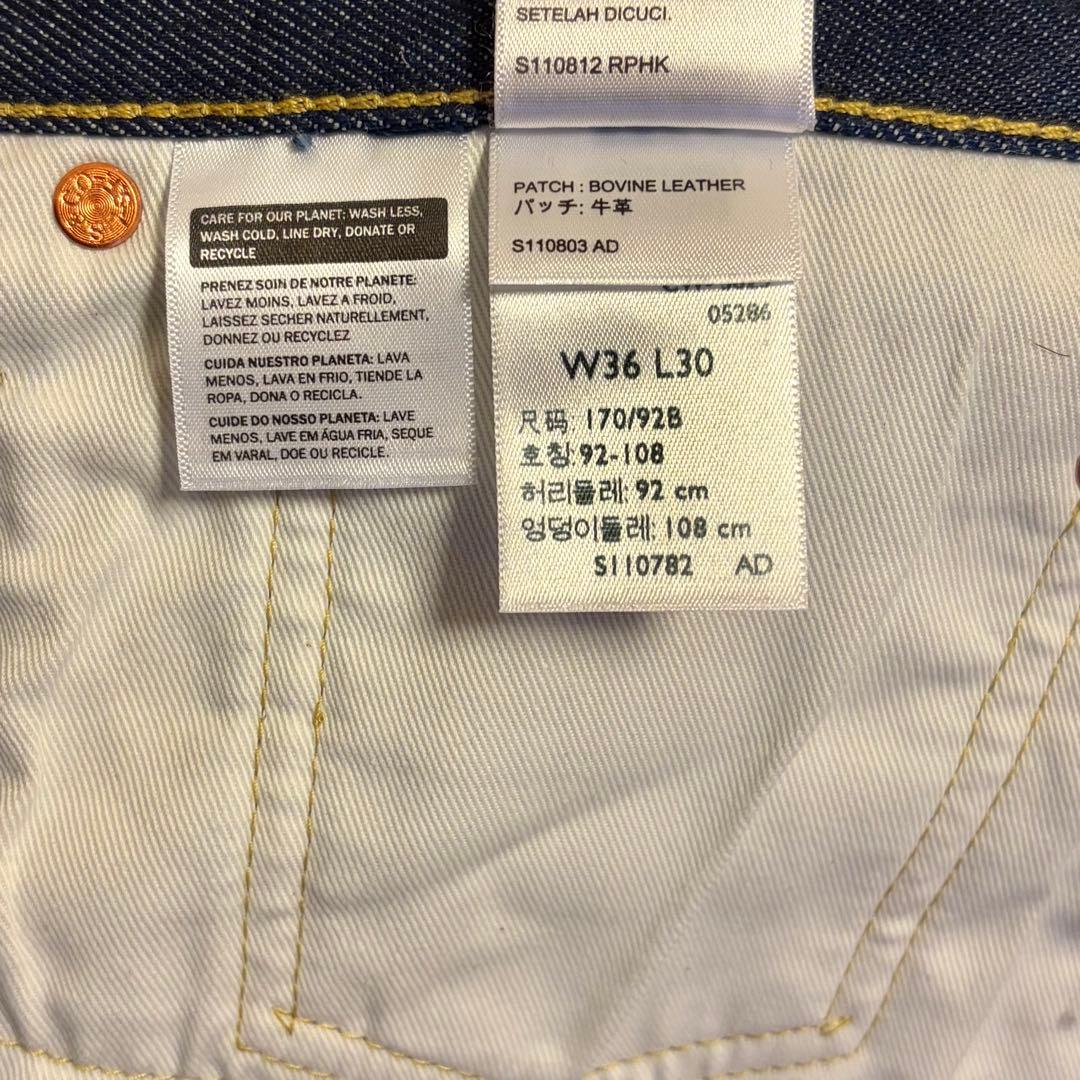 SETELAH DICUCI.
S110812 RPHK
CARE FOR OUR PLANET: WASH LESS,
WASH COLD, LINE DRY, DONATE OR
RECYCLE
PRENEZ SOIN DE NOTRE PLANETE:
LAVEZ MOINS, LAVEZ A FROID,
LAISSEZ SECHER NATURELLEMENT,
DONNEZ OU RECYCLEZ
CUIDA NUESTRO PLANETA: LAVA
MENOS, LAVA EN FRIO, TIENDE LA
ROPA, DONA O RECICLA.
CUIDE DO NOSSO PLANETA: LAVE
MENOS, LAVE EM ÁGUA FRIA, SEQUE
EM VARAL, DOE OU RECICLE.
PATCH : BOVINE LEATHER
パッチ: 牛革
S110803 AD
05286
W36 L30
尺码 170/92B
호칭:92-108
허리둘레: 92 cm
엉덩이둘레: 108 cm
S110782 AD